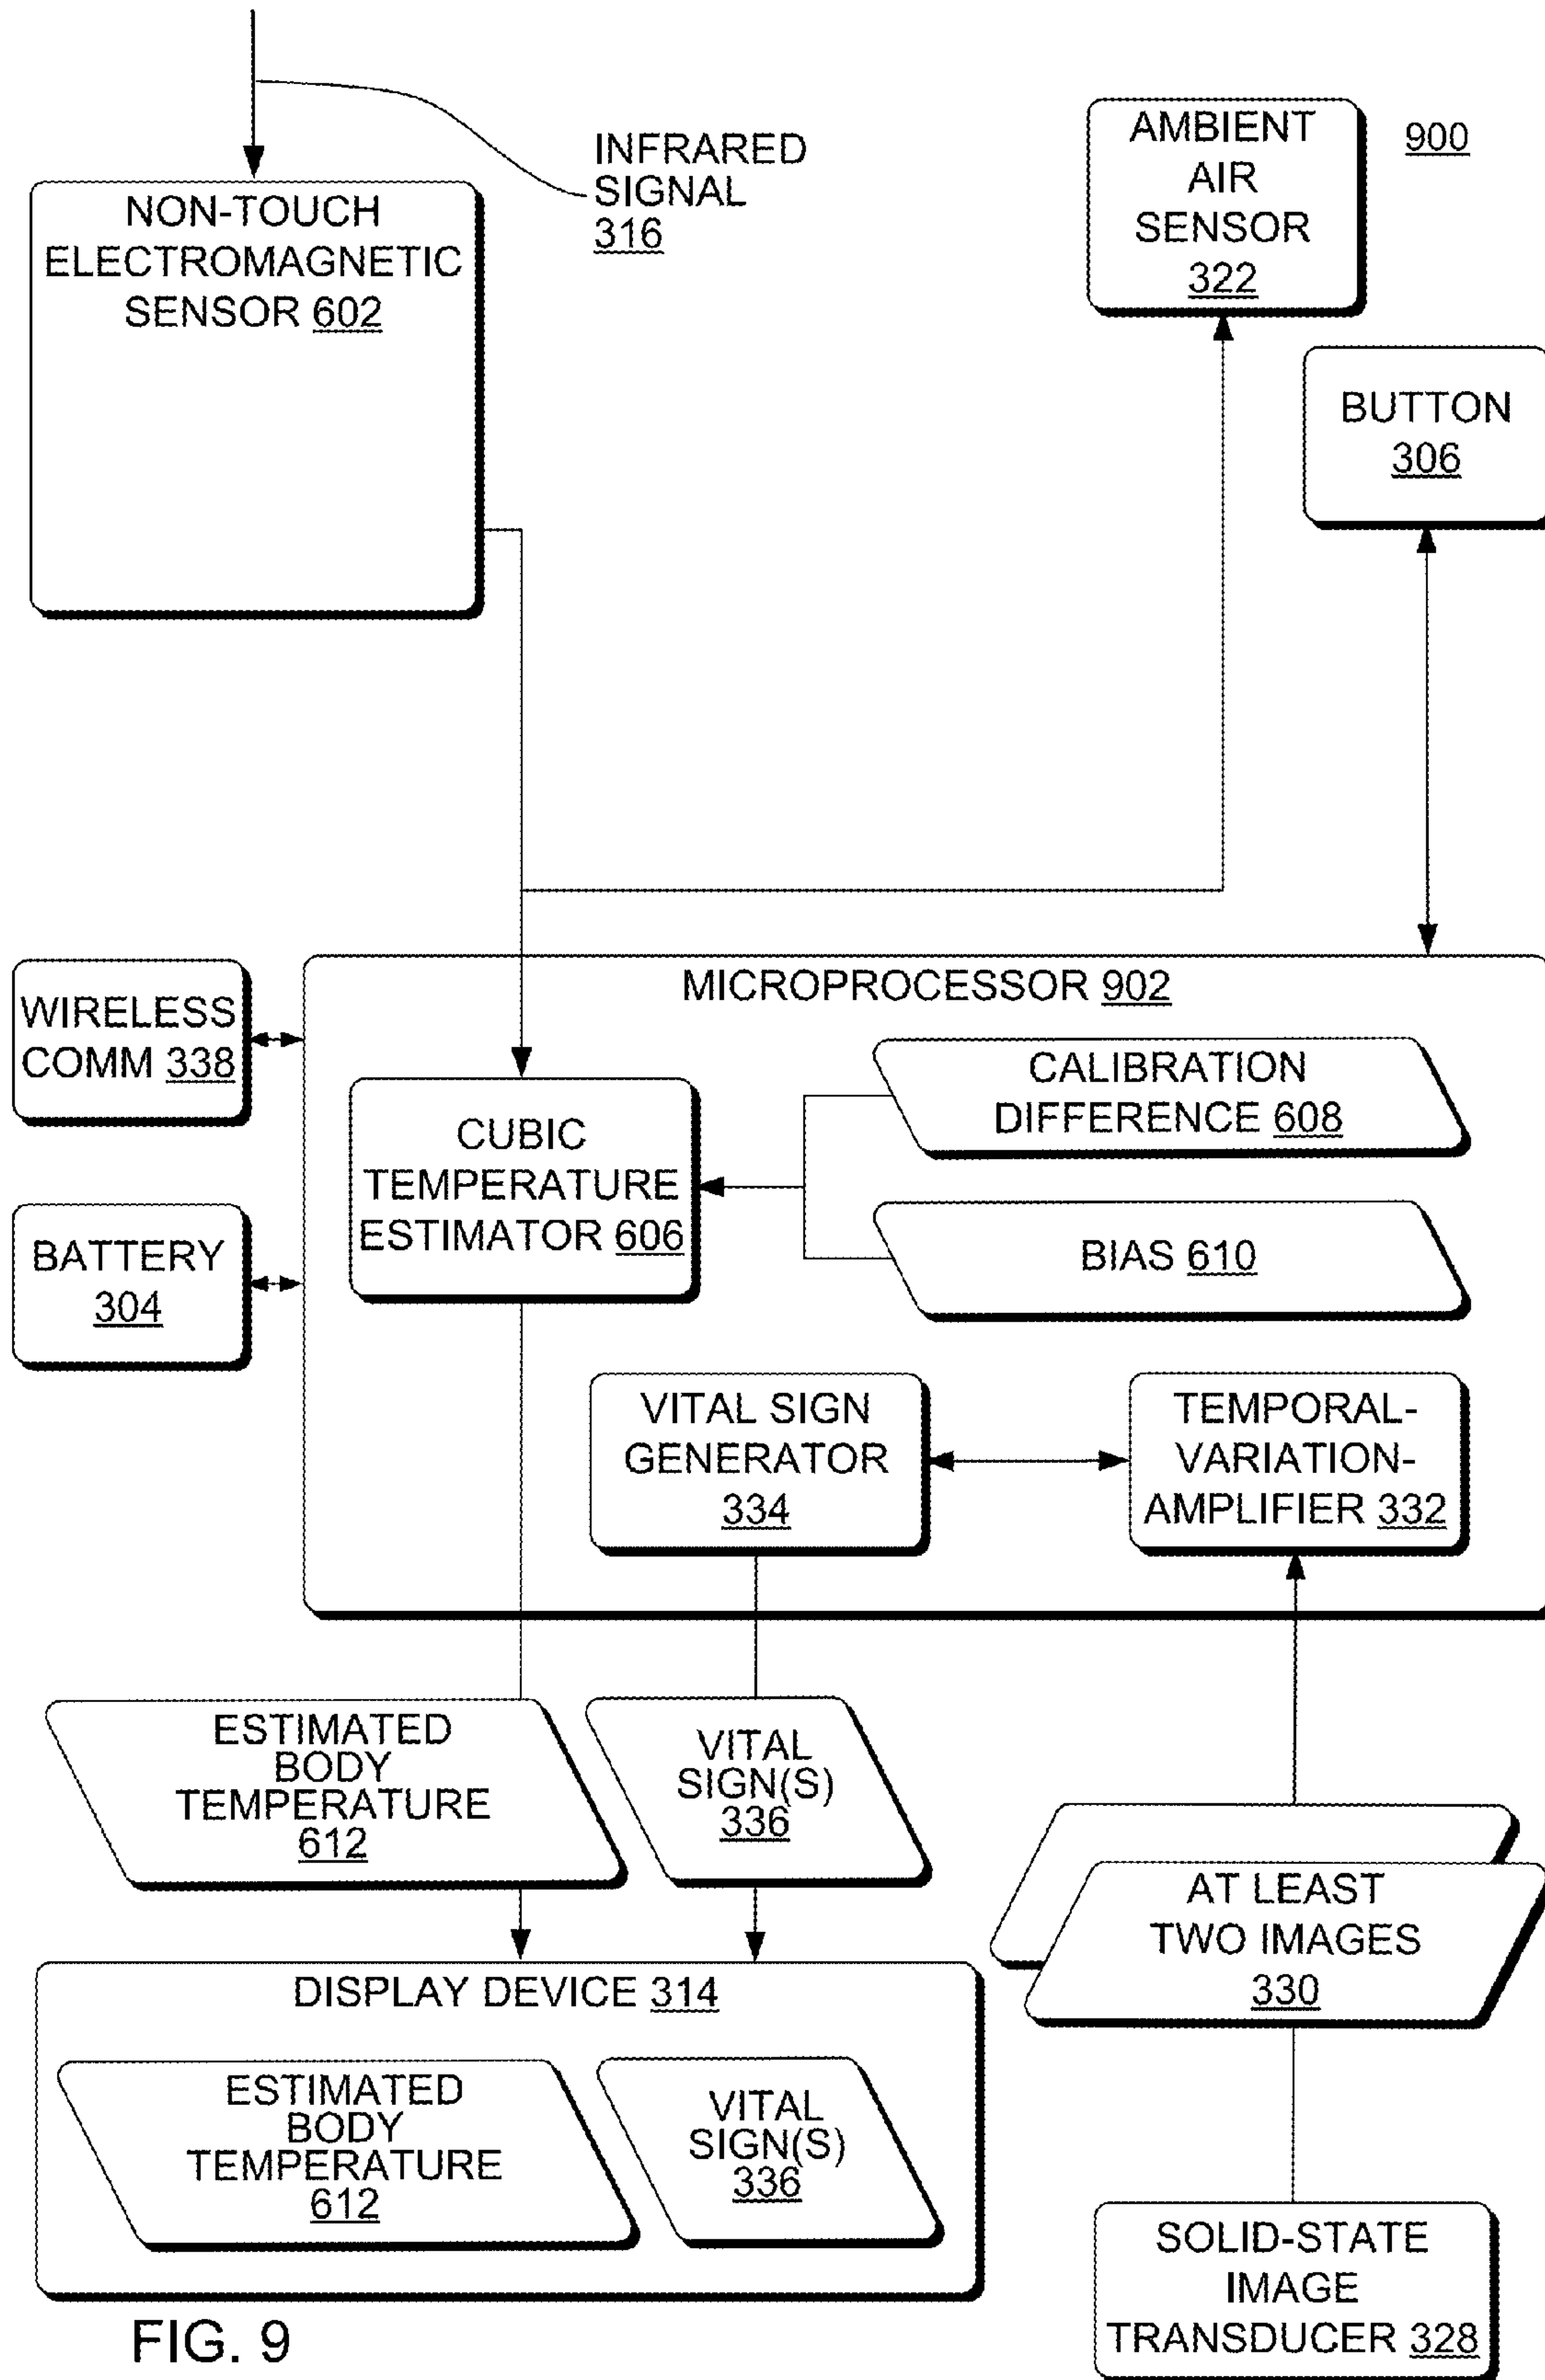 INFRARED
SIGNAL
316
NON-TOUCH
ELECTROMAGNETIC
SENSOR 602
AMBIENT
AIR
SENSOR
322
900
BUTTON
306
MICROPROCESSOR 902
WIRELESS
COMM 338
BATTERY
304
CUBIC
TEMPERATURE
ESTIMATOR 606
CALIBRATION
DIFFERENCE 608
BIAS 610
VITAL SIGN
GENERATOR
334
TEMPORAL-
VARIATION-
AMPLIFIER 332
ESTIMATED
BODY
TEMPERATURE
612
VITAL
SIGN(S)
336
AT LEAST
TWO IMAGES
330
DISPLAY DEVICE 314
ESTIMATED
BODY
TEMPERATURE
612
VITAL
SIGN(S)
336
SOLID-STATE
IMAGE
TRANSDUCER 328
FIG. 9